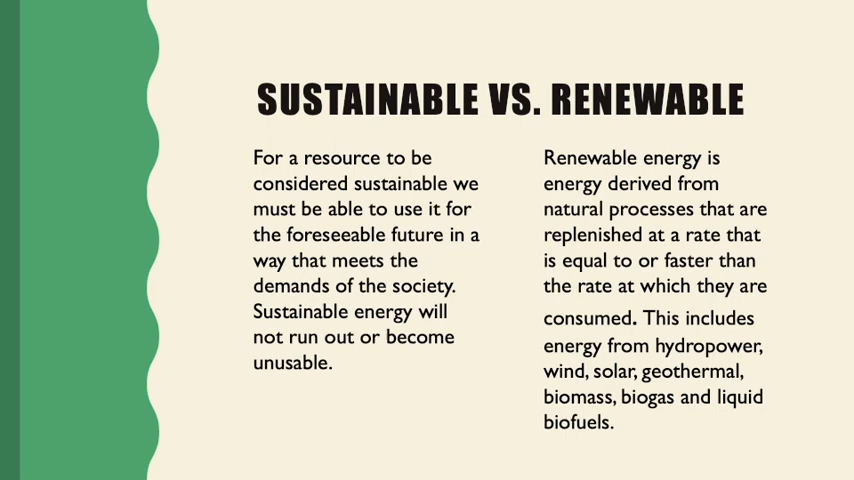 SUSTAINABLE VS. RENEWABLE
For a resource to be
considered sustainable we
must be able to use it for
the foreseeable future in a
way that meets the
demands of the society.
Sustainable energy will
not run out or become
unusable.
Renewable energy is
energy derived from
natural processes that are
replenished at a rate that
is equal to or faster than
the rate at which they are
consumed. This includes
energy from hydropower,
wind, solar, geothermal,
biomass, biogas and liquid
biofuels.